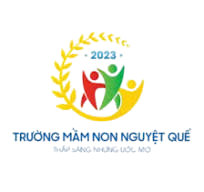 - 2023 -
TRƯỜNG MẦM NON NGUYỆT QUẾ
THẮP SÁNG NHỮNG ƯỚC MƠ